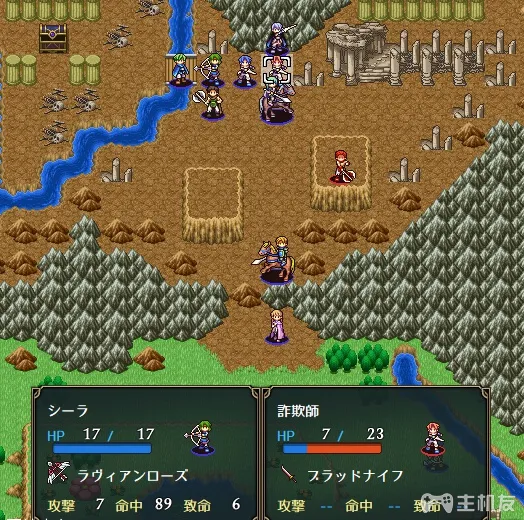 シーラ
HP 17 / 17
ラヴィアンローズ
攻撃 7 命中 89 致命 6
詐欺師
HP 7 / 23
ブラッドナイフ
攻撃 -- 命中 -- 致命
主机友